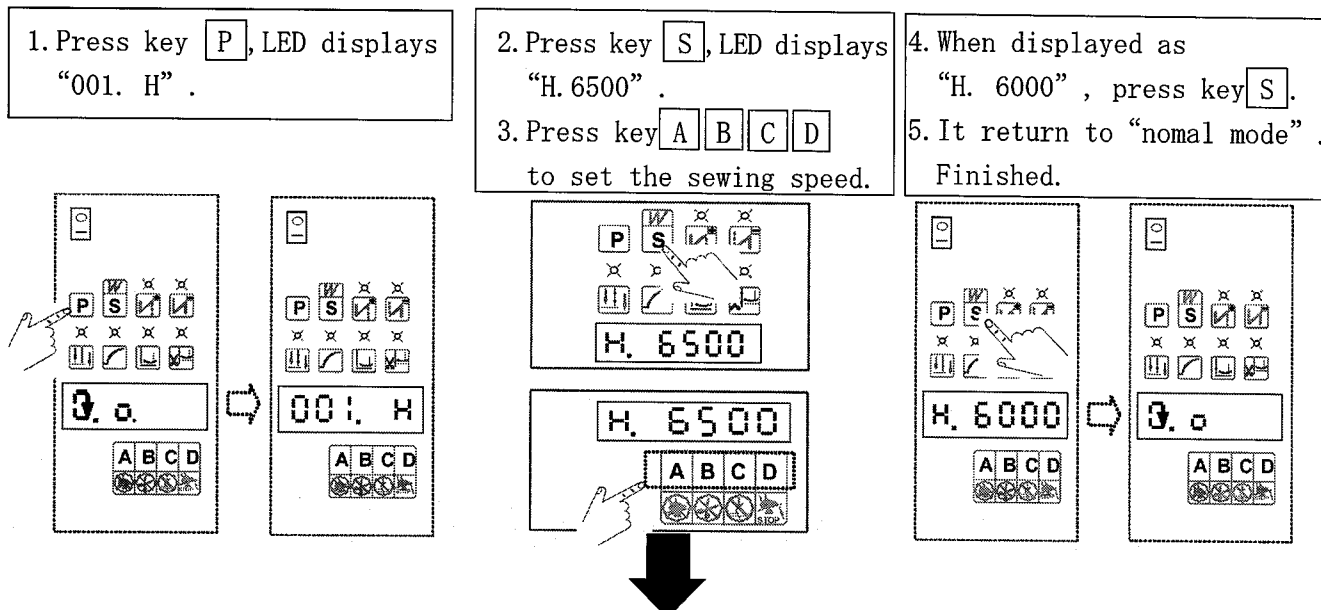 1. Press key P, LED displays
"001. H".
2. Press key S, LED displays
"H.6500".
3. Press key A B C D
to set the sewing speed.
4. When displayed as
"H. 6000", press key S.
5. It return to "nomal mode".
Finished.
P W S
o.
A B C D
P W S
001. H
A B C D
P W S
H. 6500
H. 6500
A B C D
STOP
P S
H. 6000
A B C D
P W S
o
A B C D